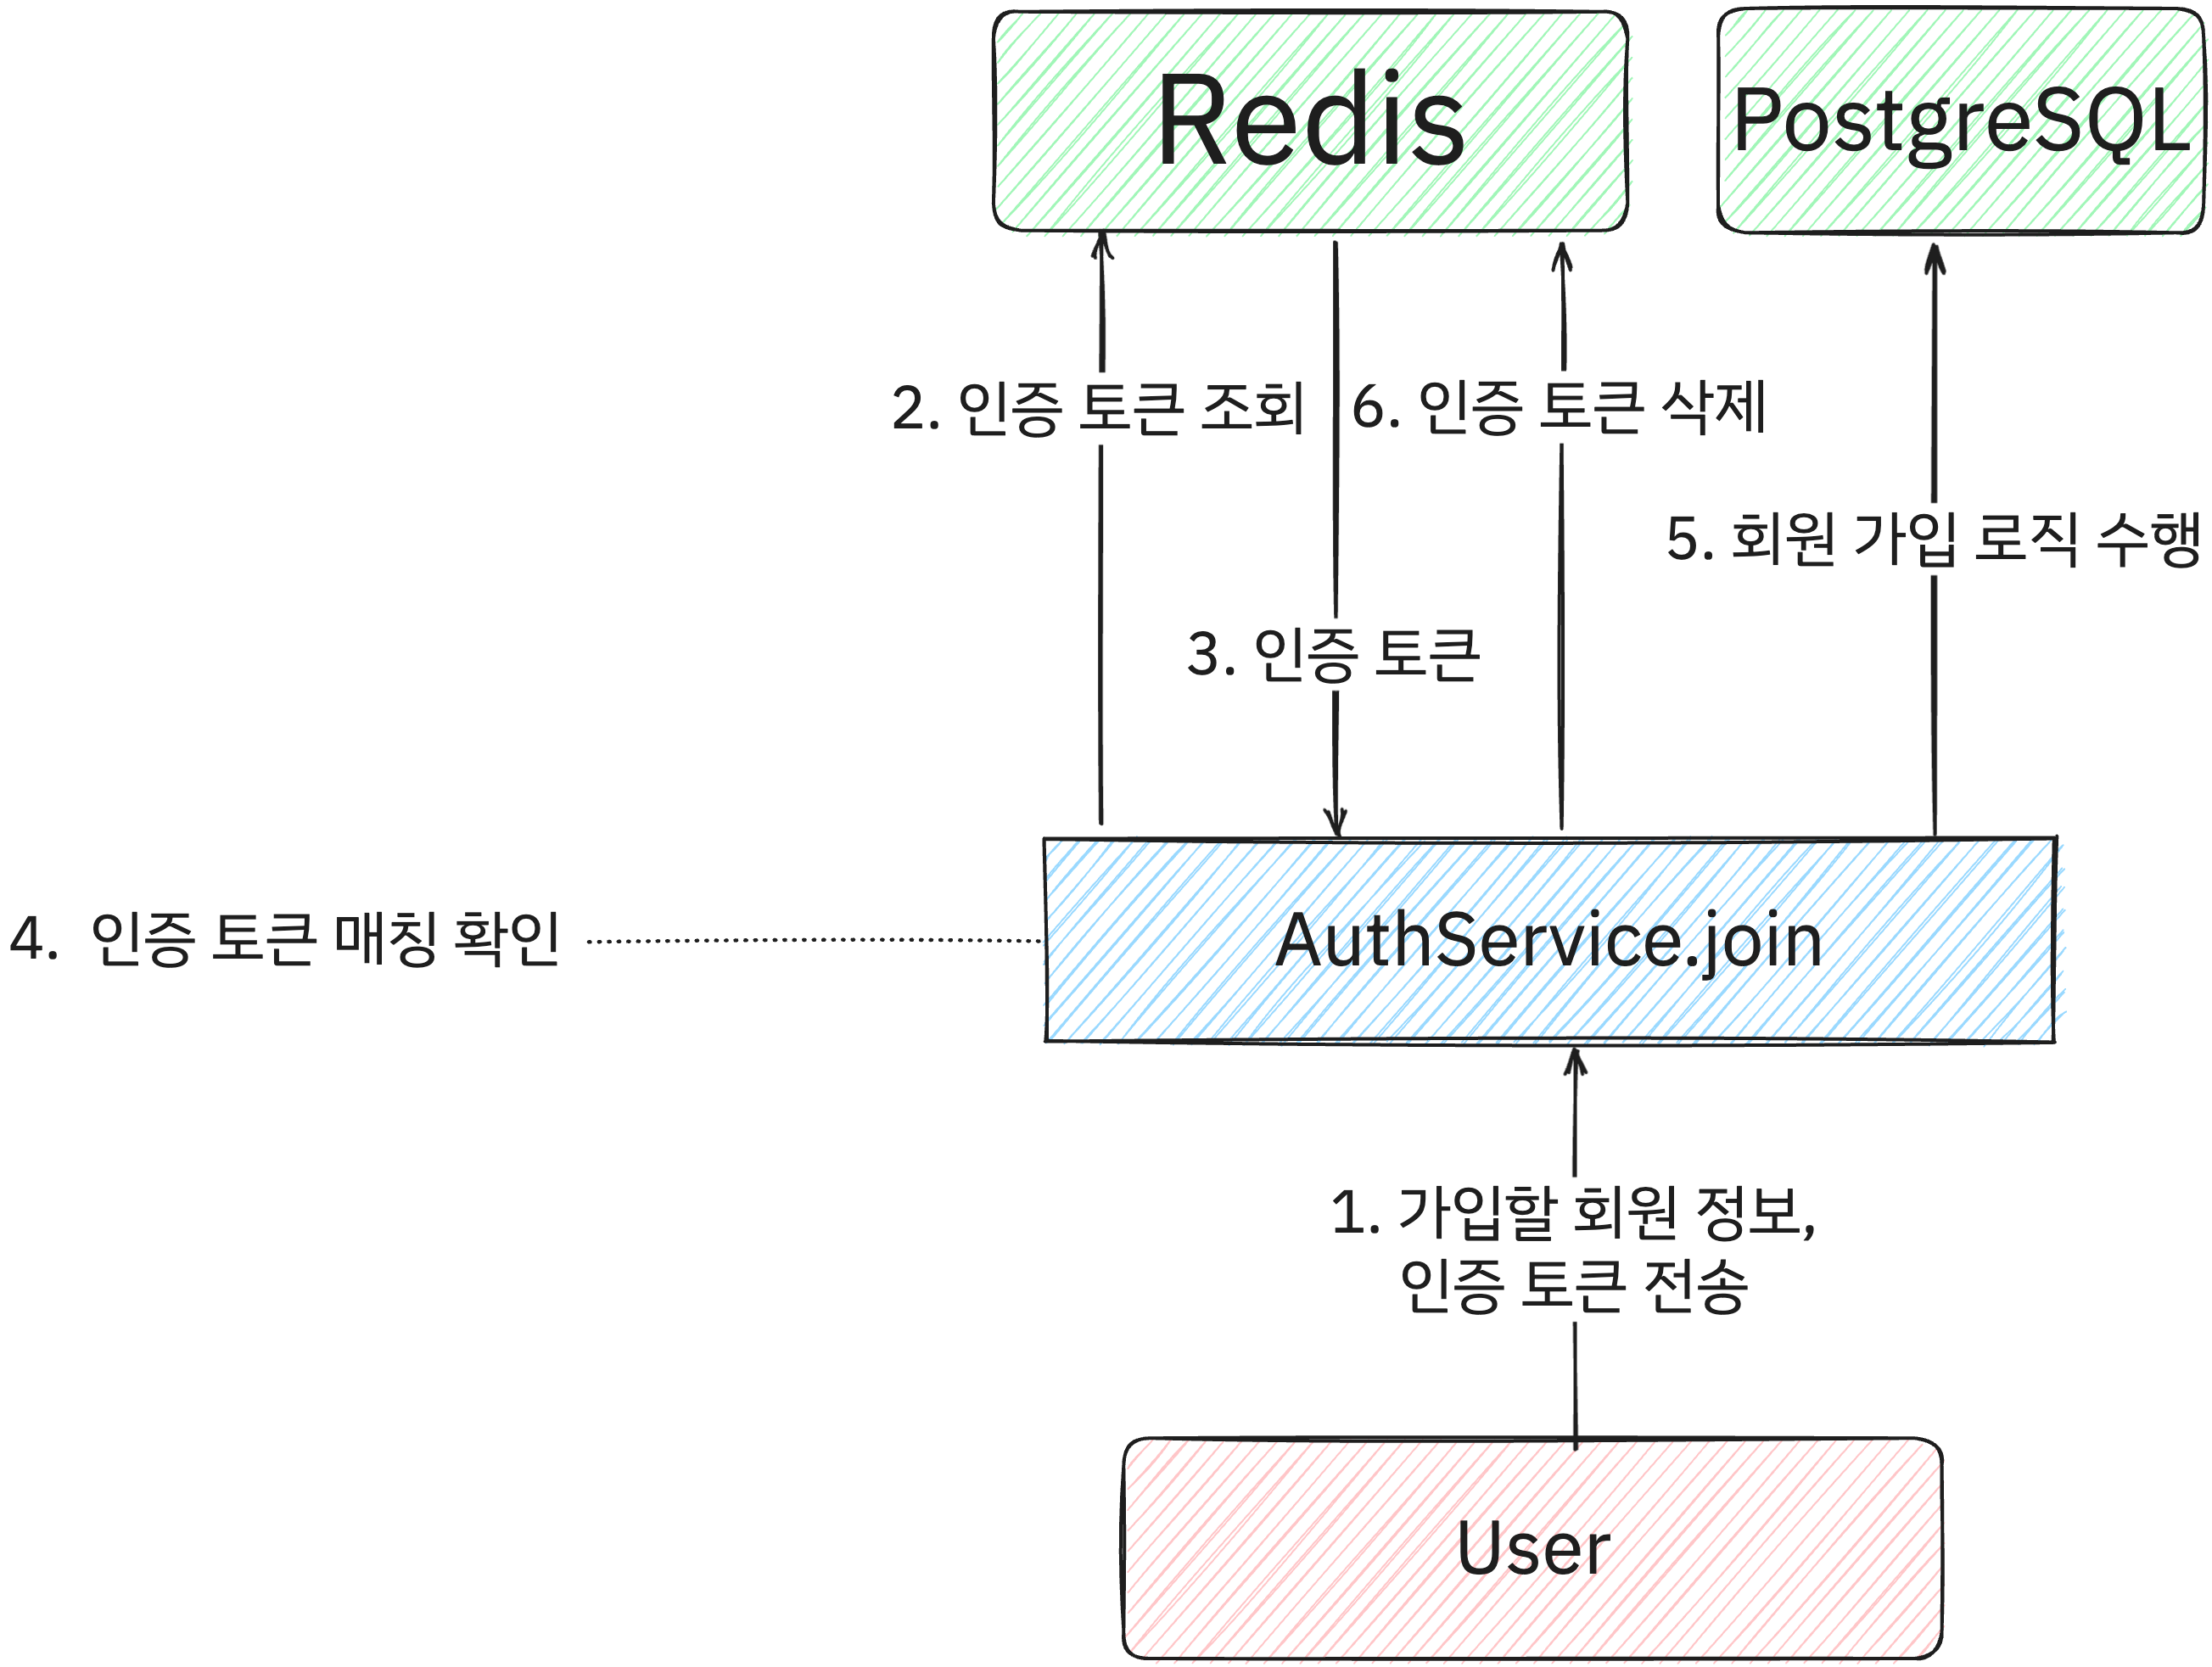 Redis
PostgreSQL
2. 인증 토큰 조회
6. 인증 토큰 삭제
5. 회원 가입 로직 수행
3. 인증 토큰
4. 인증 토큰 매칭 확인
AuthService.join
1. 가입할 회원 정보,
인증 토큰 전송
User